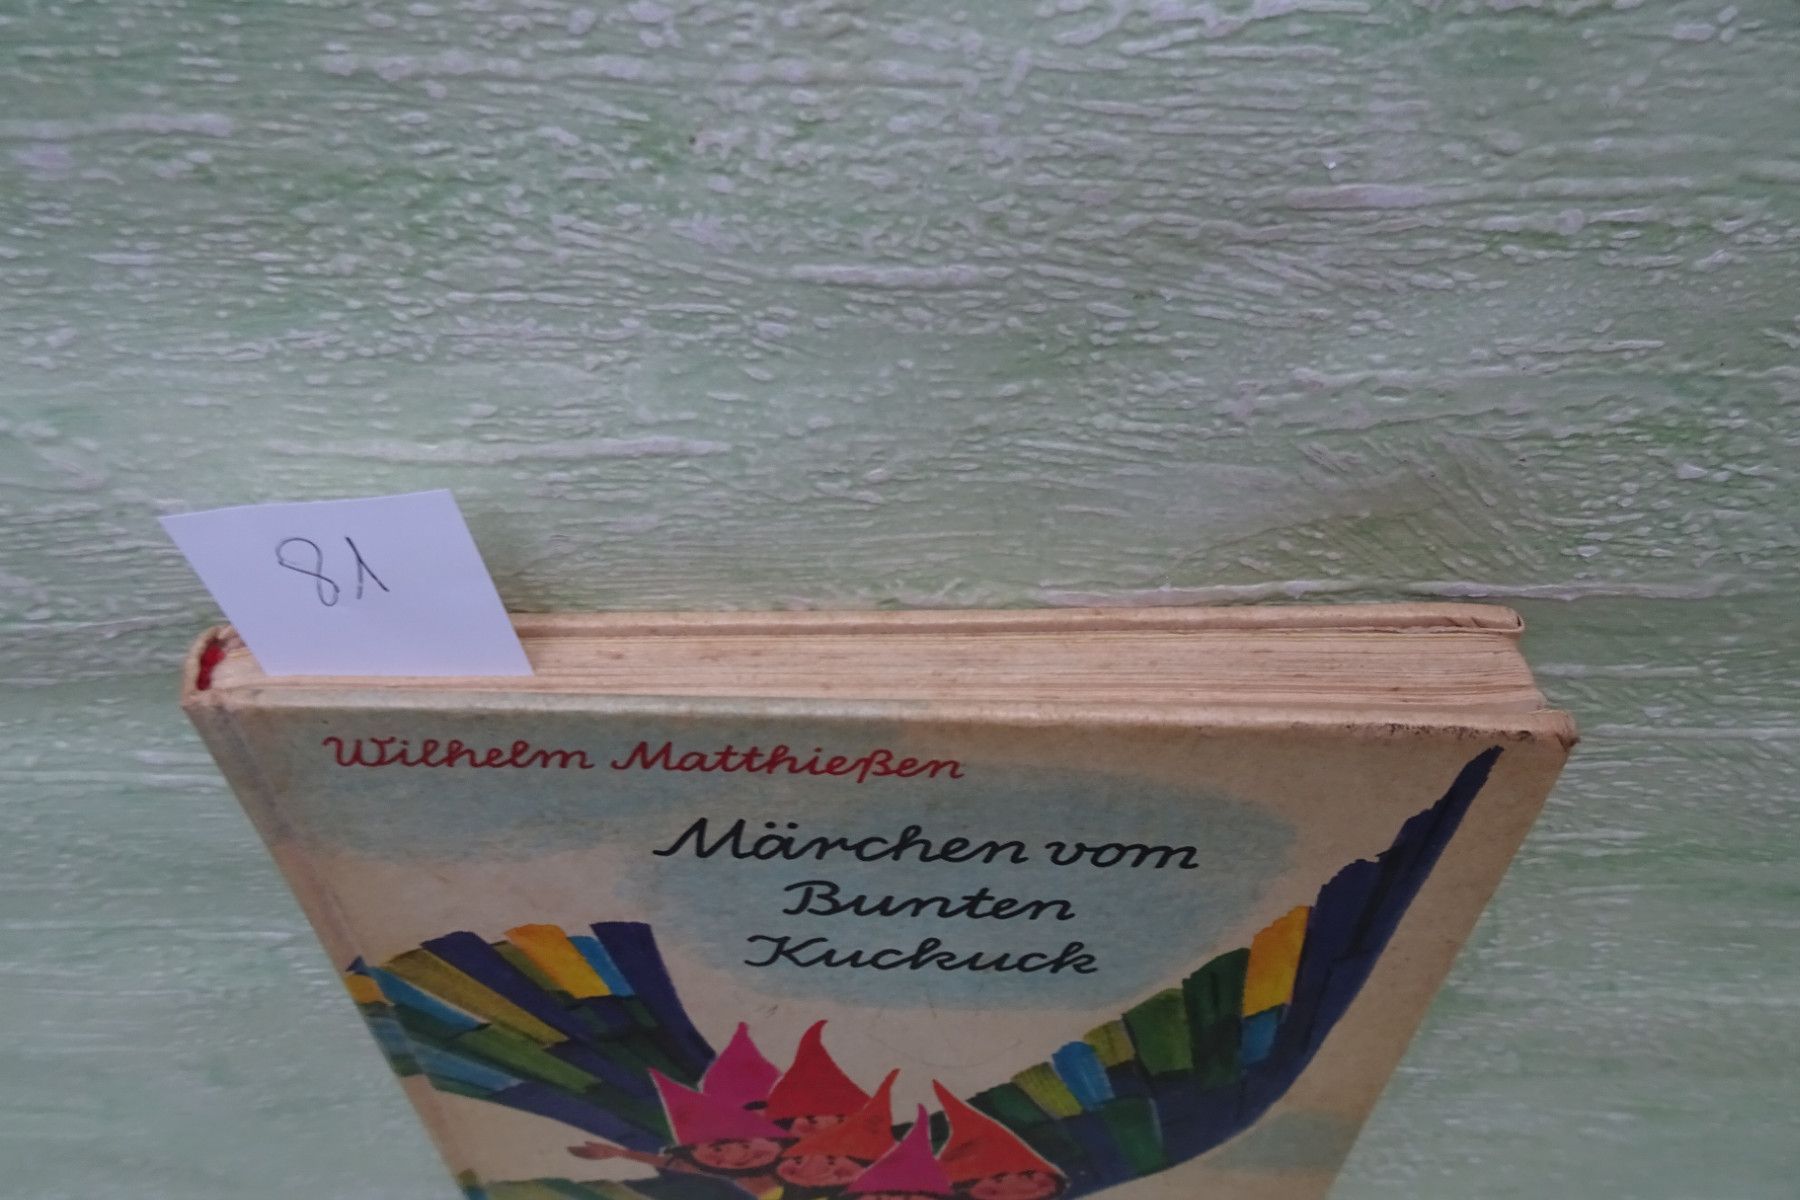 81
Wilhelm Matthießen
Märchen vom
Bunten
Kuckuck